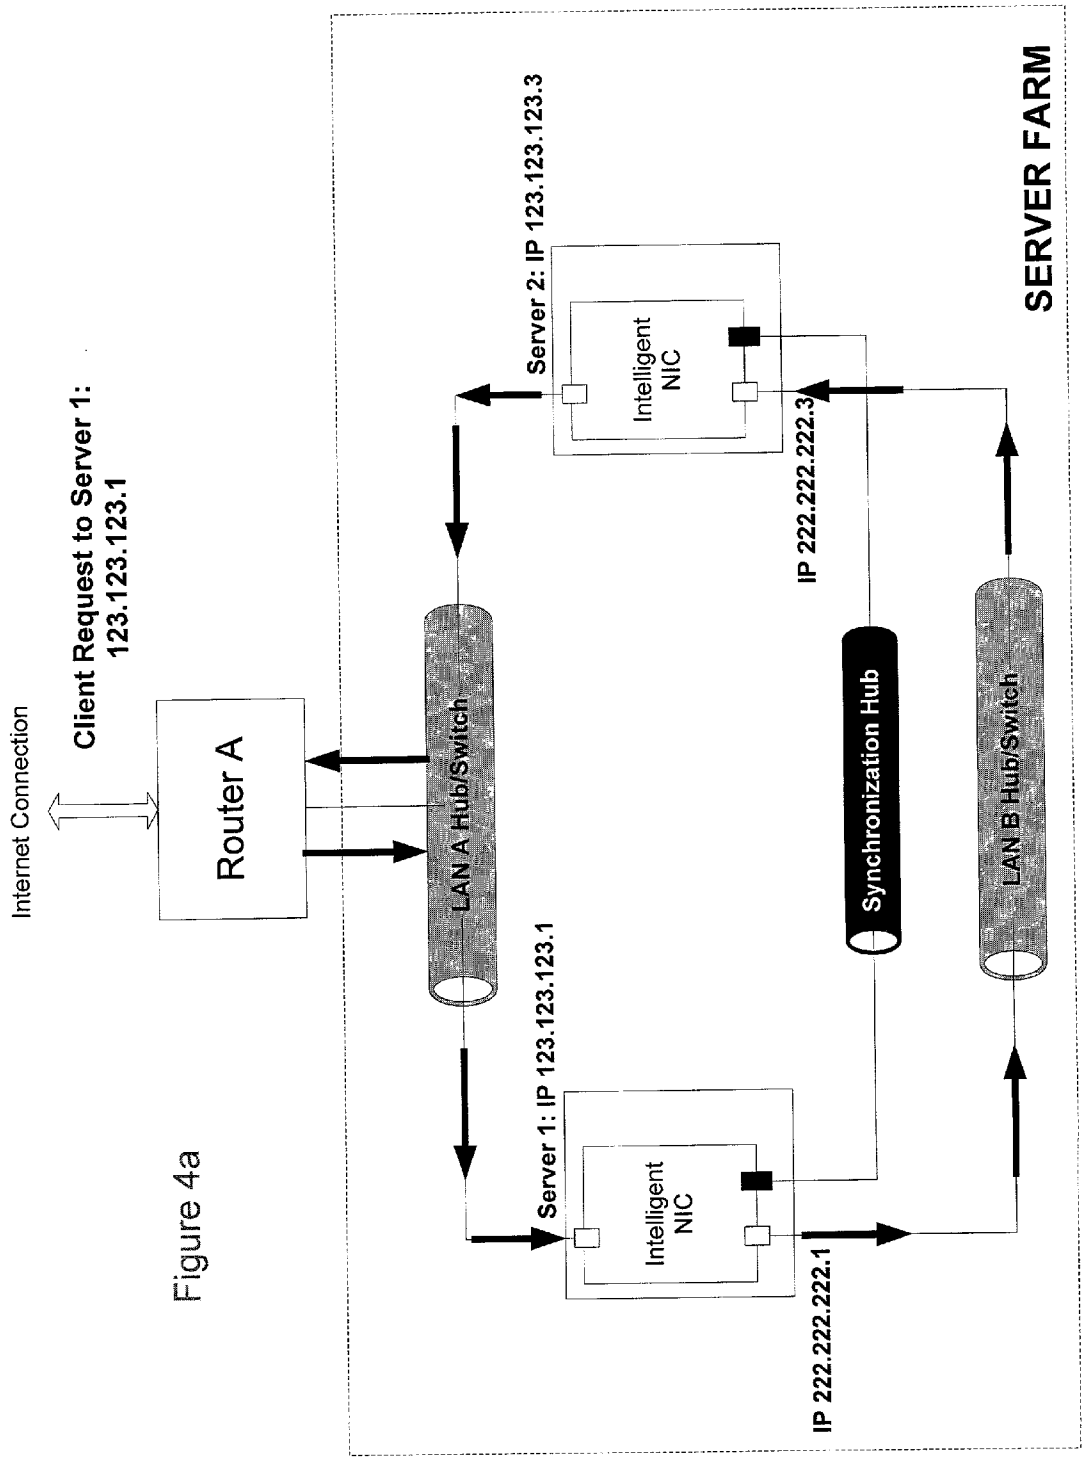 Figure 4a
Internet Connection
Client Request to Server 1:
123.123.123.1
Router A
LAN A Hub/Switch
Server 1: IP 123.123.123.1
Server 2: IP 123.123.123.3
Intelligent
NIC
Intelligent
NIC
IP 222.222.222.1
IP 222.222.222.3
Synchronization Hub
LAN B Hub/Switch
SERVER FARM